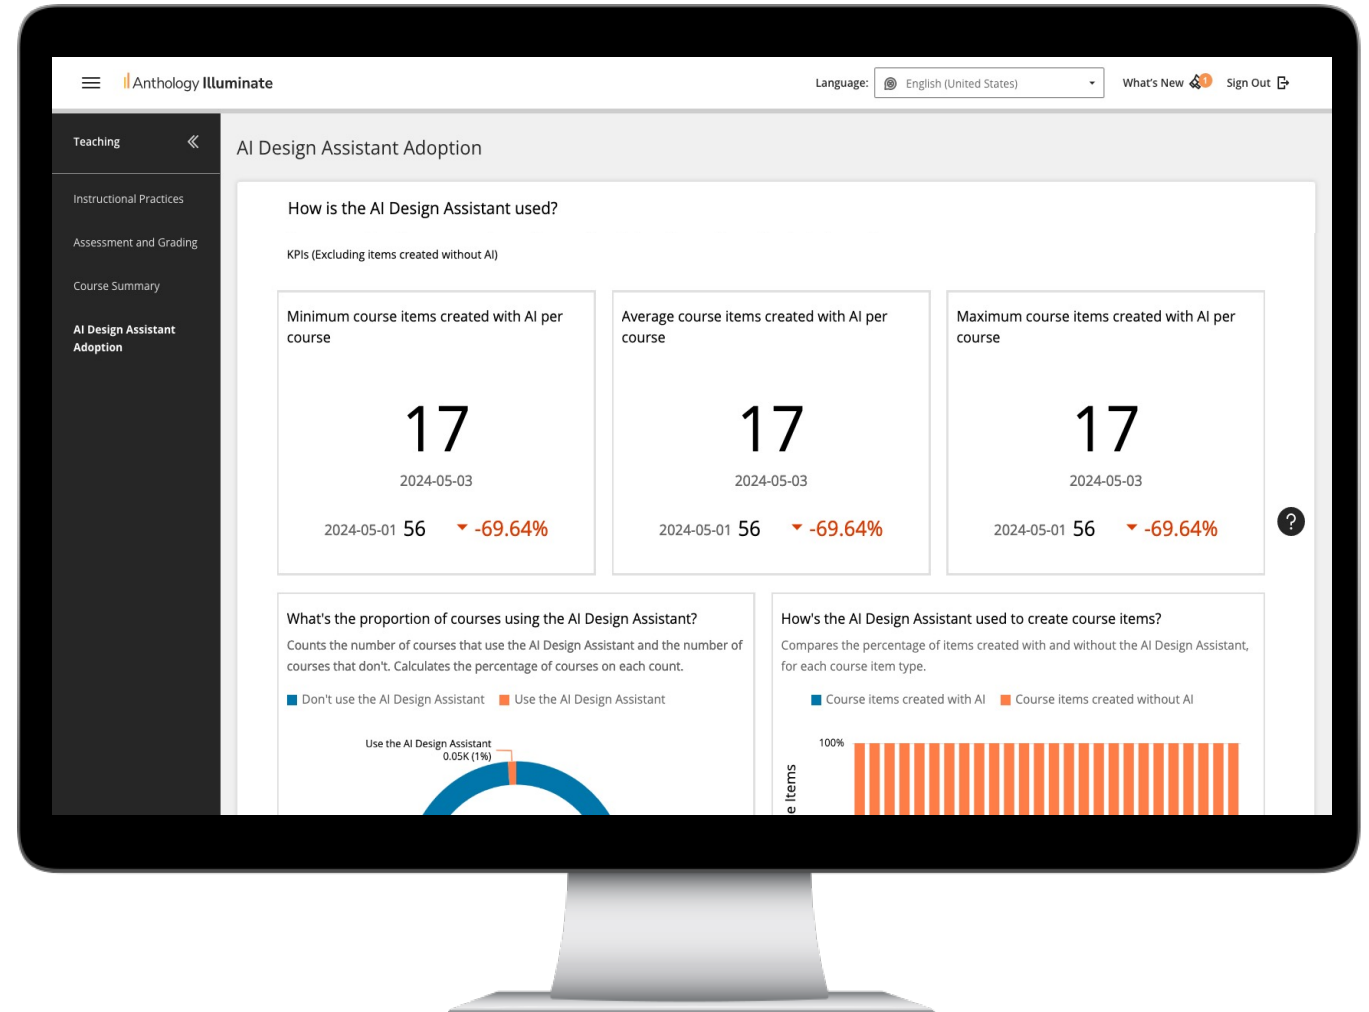 Anthology Illuminate
Language:
English (United States)
What's New
1
Sign Out
Teaching
Instructional Practices
Assessment and Grading
Course Summary
AI Design Assistant
Adoption
AI Design Assistant Adoption
How is the AI Design Assistant used?
KPIs (Excluding items created without AI)
Minimum course items created with AI per
course
17
2024-05-03
2024-05-01 56 -69.64%
Average course items created with AI per
course
17
2024-05-03
2024-05-01 56 -69.64%
Maximum course items created with AI per
course
17
2024-05-03
2024-05-01 56 -69.64%
?
What's the proportion of courses using the AI Design Assistant?
Counts the number of courses that use the AI Design Assistant and the number of
courses that don't. Calculates the percentage of courses on each count.
Don't use the AI Design Assistant
Use the AI Design Assistant
Use the AI Design Assistant
0.05K (1%)
How's the AI Design Assistant used to create course items?
Compares the percentage of items created with and without the AI Design Assistant,
for each course item type.
Course items created with AI
Course items created without AI
100%
e Items